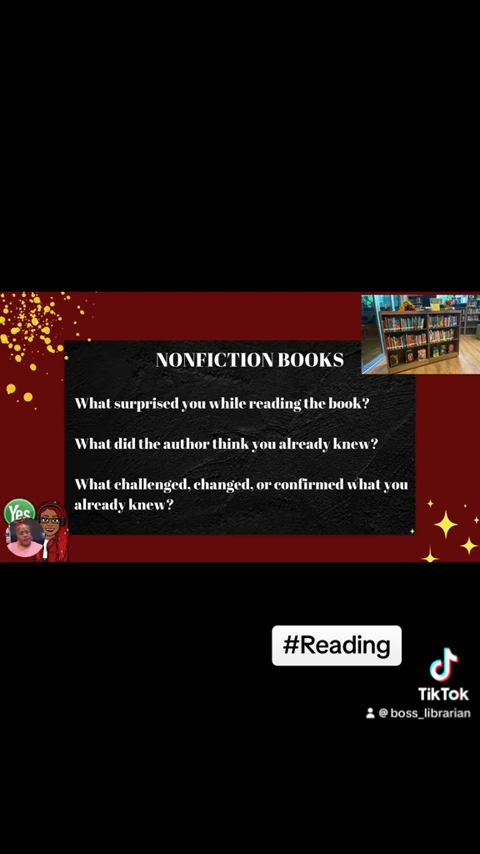 NONFICTION BOOKS
What surprised you while reading the book?
What did the author think you already knew?
What challenged, changed, or confirmed what you
already knew?
Yes
#Reading
TikTok
@boss_librarian